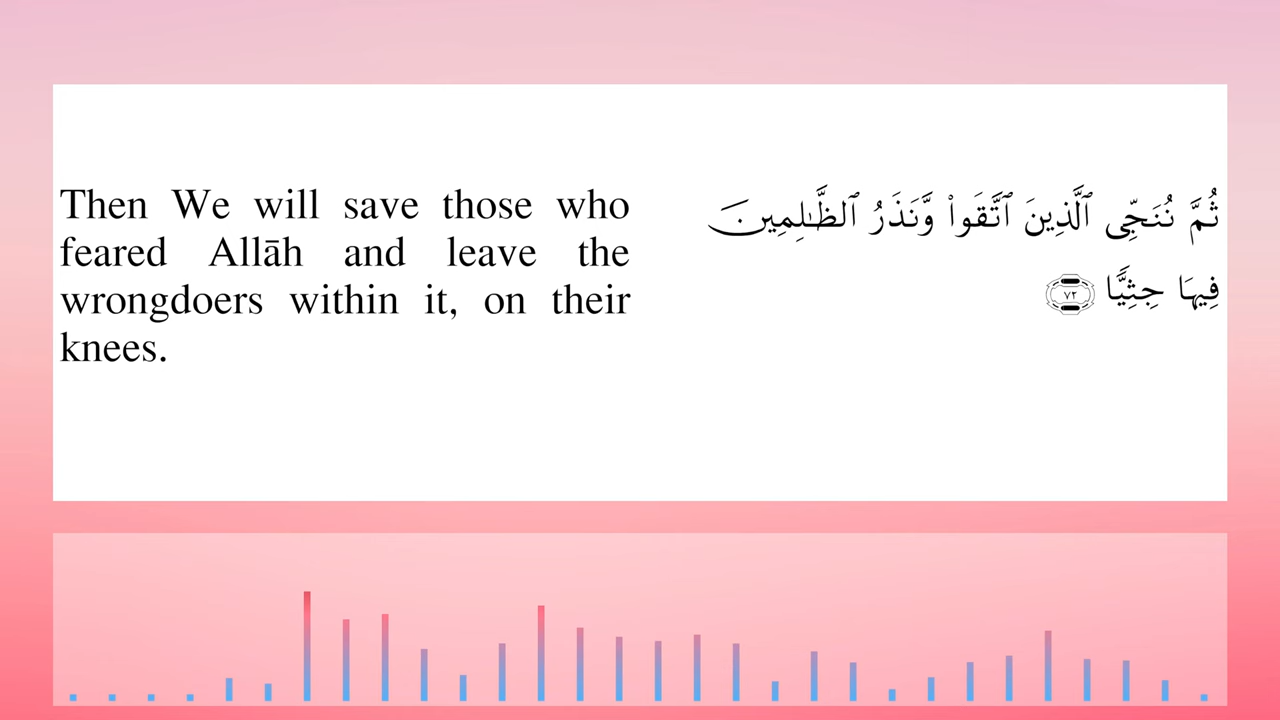 Then We will save those who
feared Allāh and leave the
wrongdoers within it, on their
knees.
ثُمَّ نُنَجِّى ٱلَّذِينَ ٱتَّقَوا۟ وَّنَذَرُ ٱلظَّـٰلِمِينَ
فِيهَا جِثِيًّا ٧٢